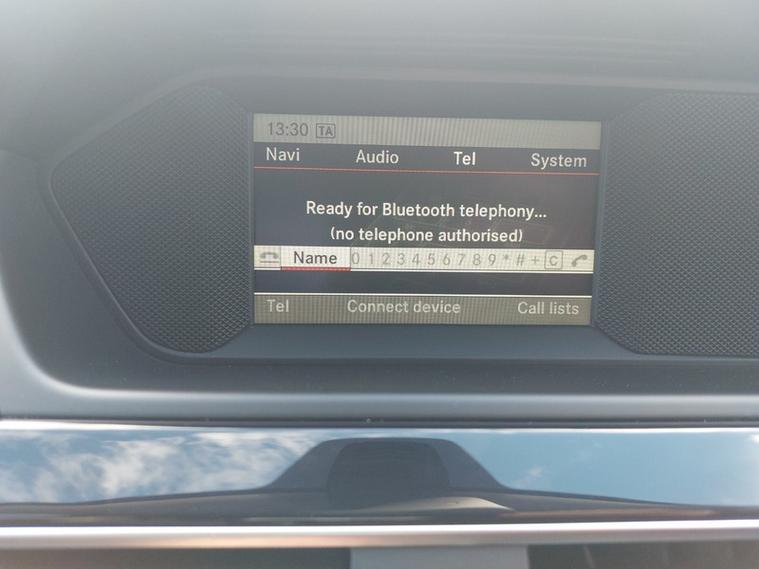 13:30 TA
Navi Audio Tel System
Ready for Bluetooth telephony...
(no telephone authorised)
Name 0 1 2 3 4 5 6 7 8 9 * # + C
Tel Connect device Call lists